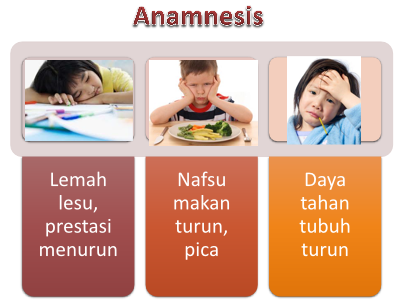 Anamnesis
Lemah
lesu,
prestasi
menurun
Nafsu
makan
turun,
pica
Daya
tahan
tubuh
turun